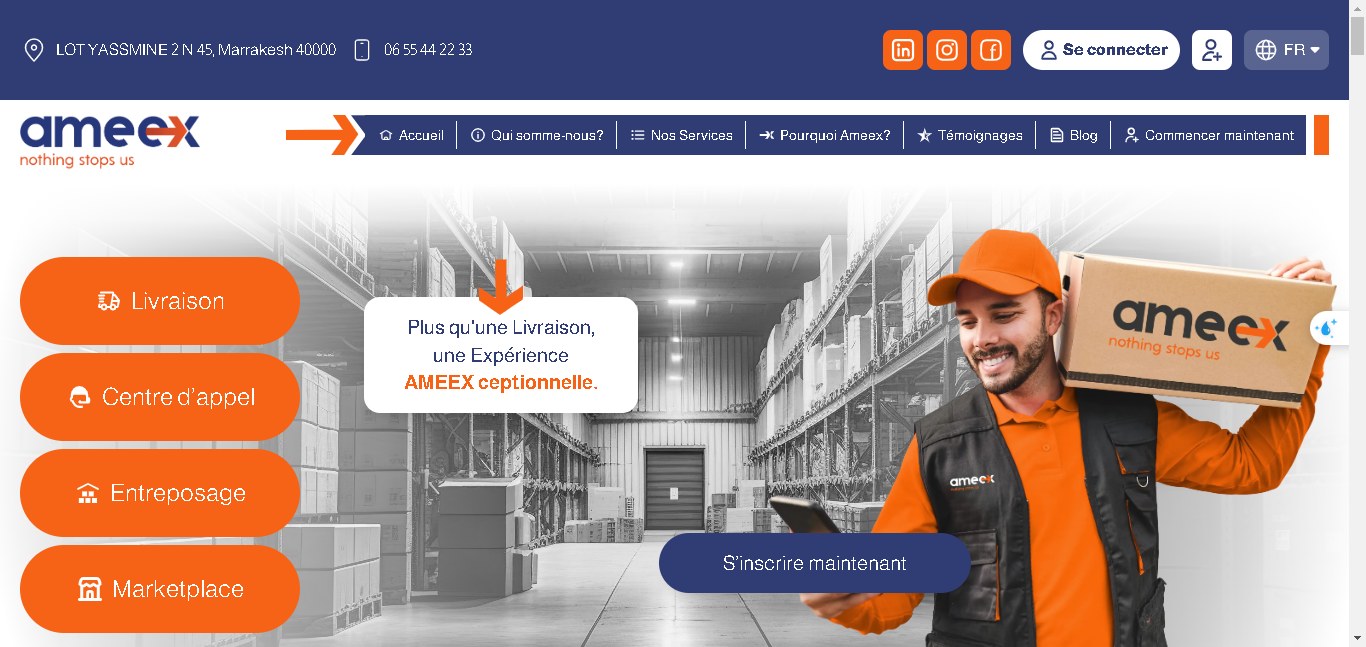 LOT YASSMINE 2 N 45, Marrakesh 40000
06 55 44 22 33
Se connecter
FR
ameex
nothing stops us
Accueil
Qui somme-nous?
Nos Services
Pourquoi Ameex?
Témoignages
Blog
Commencer maintenant
Livraison
Centre d'appel
Entreposage
Marketplace
Plus qu'une Livraison,
une Expérience
AMEEX ceptionnelle.
ameex
nothing stops us
ameex
S'inscrire maintenant